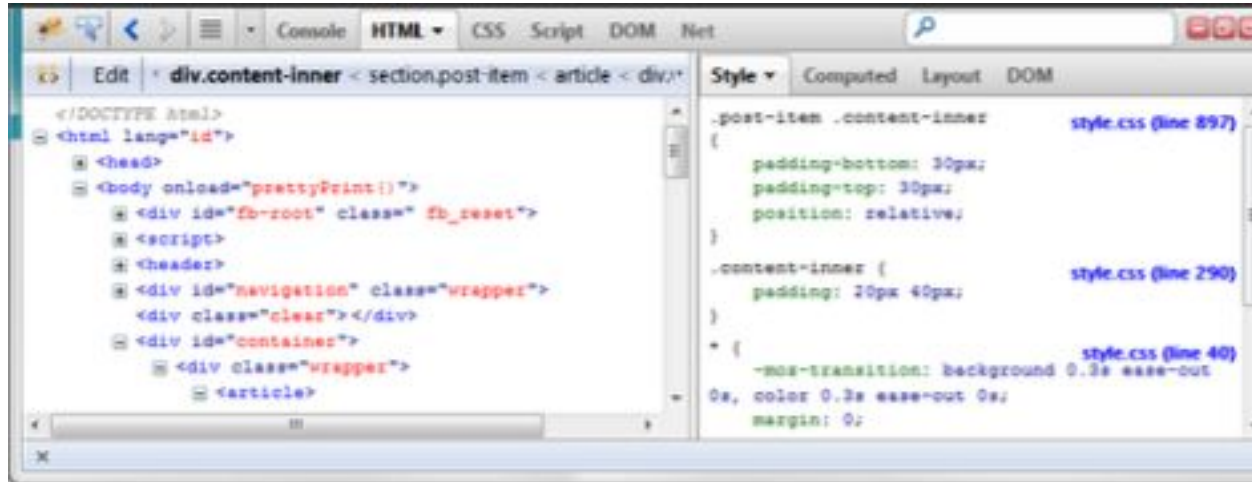 Console HTML CSS Script DOM Net
Edit div.content-inner < section.post-item < article < div.
<!DOCTYPE html>
<html lang="id">
<head>
<body onload="prettyPrint()">
<div id="fb-root" class=" fb_reset">
<script>
<header>
<div id="navigation" class="wrapper">
<div class="clear"></div>
<div id="container">
<div class="wrapper">
<article>
Style Computed Layout DOM
.post-item .content-inner style.css (line 897)
{
padding-bottom: 30px;
padding-top: 30px;
position: relative;
}
.content-inner { style.css (line 290)
padding: 20px 40px;
}
* { style.css (line 40)
-moz-transition: background 0.3s ease-out
0s, color 0.3s ease-out 0s;
margin: 0;